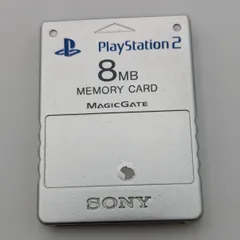 PlayStation 2
8MB
MEMORY CARD
MAGICGATE
SONY